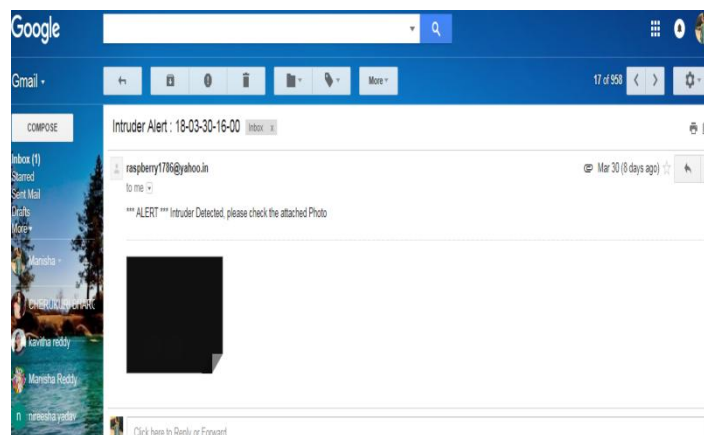 Google
Gmail
More
17 of 958
COMPOSE
Intruder Alert : 18-03-30-16-00 Inbox x
Inbox (1)
Starred
Sent Mail
Drafts
More
raspberry1786@yahoo.in
Mar 30 (8 days ago)
to me
*** ALERT *** Intruder Detected, please check the attached Photo
Manisha
kavitha reddy
Manisha Reddy
n nireesha yadav
Click here to Reply or Forward